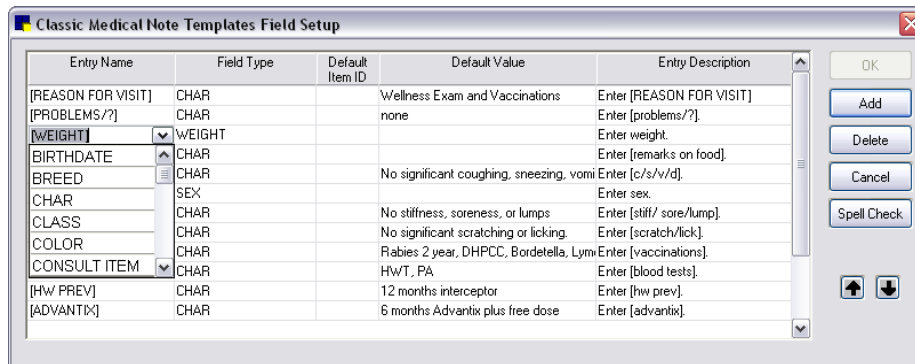 Classic Medical Note Templates Field Setup
Entry Name Field Type Default Item ID Default Value Entry Description
[REASON FOR VISIT] CHAR Wellness Exam and Vaccinations Enter [REASON FOR VISIT]
[PROBLEMS/?] CHAR none Enter [problems/?].
[WEIGHT] WEIGHT Enter weight.
BIRTHDATE CHAR Enter [remarks on food].
BREED CHAR No significant coughing, sneezing, vomi Enter [c/s/v/d].
CHAR SEX Enter sex.
CLASS CHAR No stiffness, soreness, or lumps Enter [stiff/ sore/lump].
COLOR CHAR No significant scratching or licking. Enter [scratch/lick].
CONSULT ITEM CHAR Rabies 2 year, DHPCC, Bordetella, Lym Enter [vaccinations].
CHAR HWT, PA Enter [blood tests].
[HW PREV] CHAR 12 months interceptor Enter [hw prev].
[ADVANTIX] CHAR 6 months Advantix plus free dose Enter [advantix].
OK
Add
Delete
Cancel
Spell Check